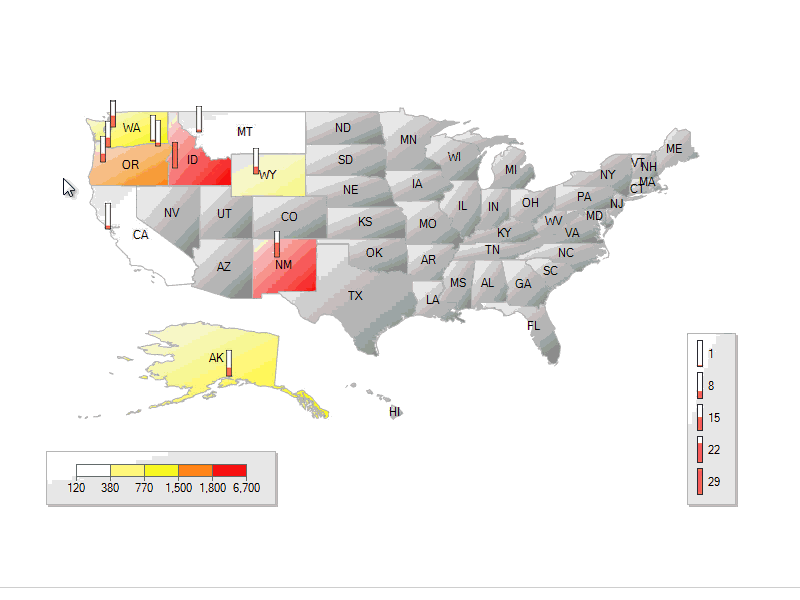 WA
MT
ND
MN
ME
OR
ID
WY
SD
WI
MI
VT
NH
NY
MA
CT
NE
IA
NV
UT
CO
KS
MO
IL
IN
OH
PA
NJ
CA
WV
MD
VA
KY
AZ
NM
OK
AR
TN
NC
SC
TX
LA
MS
AL
GA
FL
AK
HI
1
8
15
22
29
120 380 770 1,500 1,800 6,700